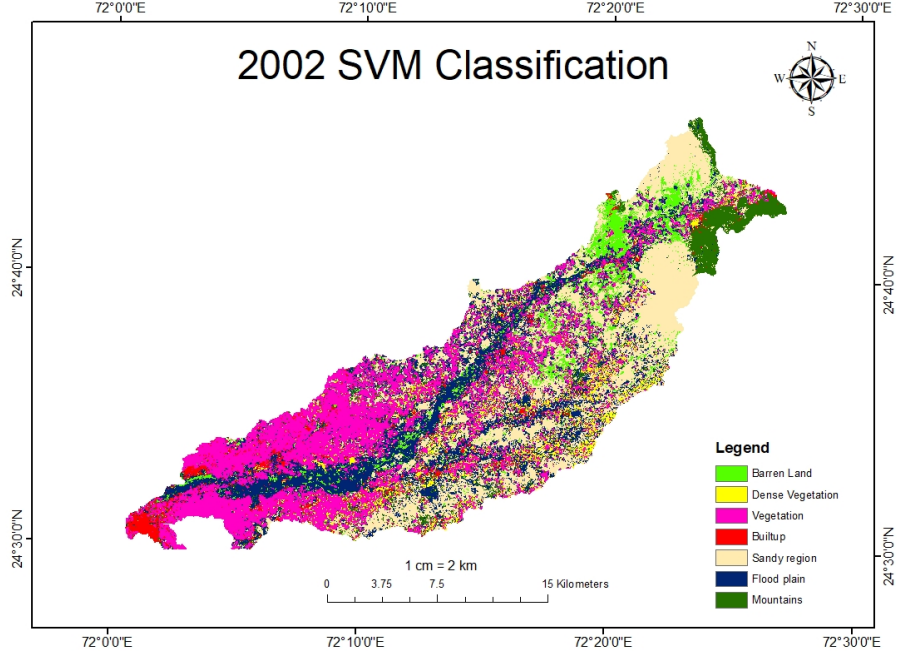 72°0'0"E 72°10'0"E 72°20'0"E 72°30'0"E
2002 SVM Classification
N
W E
S
24°40'0"N 24°40'0"N
Legend
Barren Land
Dense Vegetation
Vegetation
Builtup
Sandy region
Flood plain
Mountains
24°30'0"N 24°30'0"N
1 cm = 2 km
0 3.75 7.5 15 Kilometers
72°0'0"E 72°10'0"E 72°20'0"E 72°30'0"E